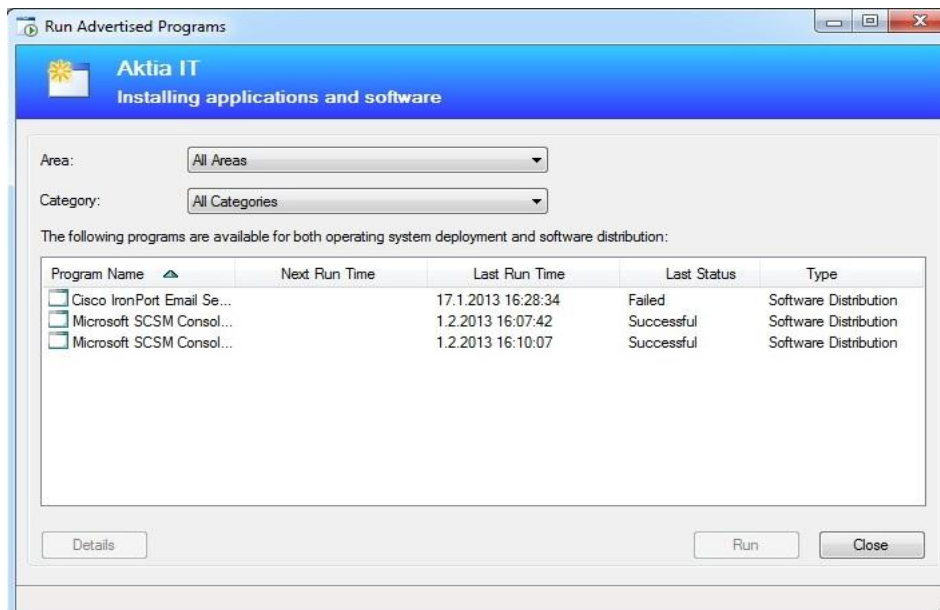 Run Advertised Programs
Aktia IT
Installing applications and software
Area: All Areas
Category: All Categories
The following programs are available for both operating system deployment and software distribution:
Program Name Next Run Time Last Run Time Last Status Type
Cisco IronPort Email Se... 17.1.2013 16:28:34 Failed Software Distribution
Microsoft SCSM Consol... 1.2.2013 16:07:42 Successful Software Distribution
Microsoft SCSM Consol... 1.2.2013 16:10:07 Successful Software Distribution
Details Run Close